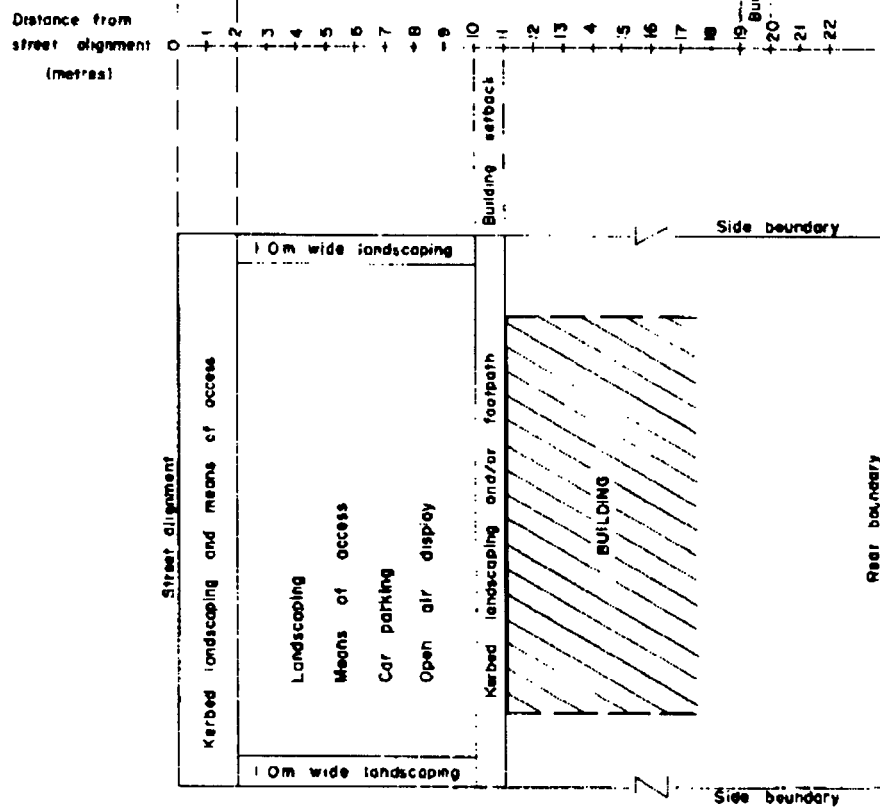 Distance from
street alignment
(metres)
0
1
2
3
4
5
6
7
8
9
10
11
12
13
4
15
16
17
18
19
20
21
22
Building setback
Side boundary
1 0m wide landscaping
Street alignment
Kerbed landscaping and means of access
Landscaping
Means of access
Car parking
Open air display
Kerbed landscaping and/or footpath
BUILDING
Rear boundary
1 0m wide landscaping
Side boundary